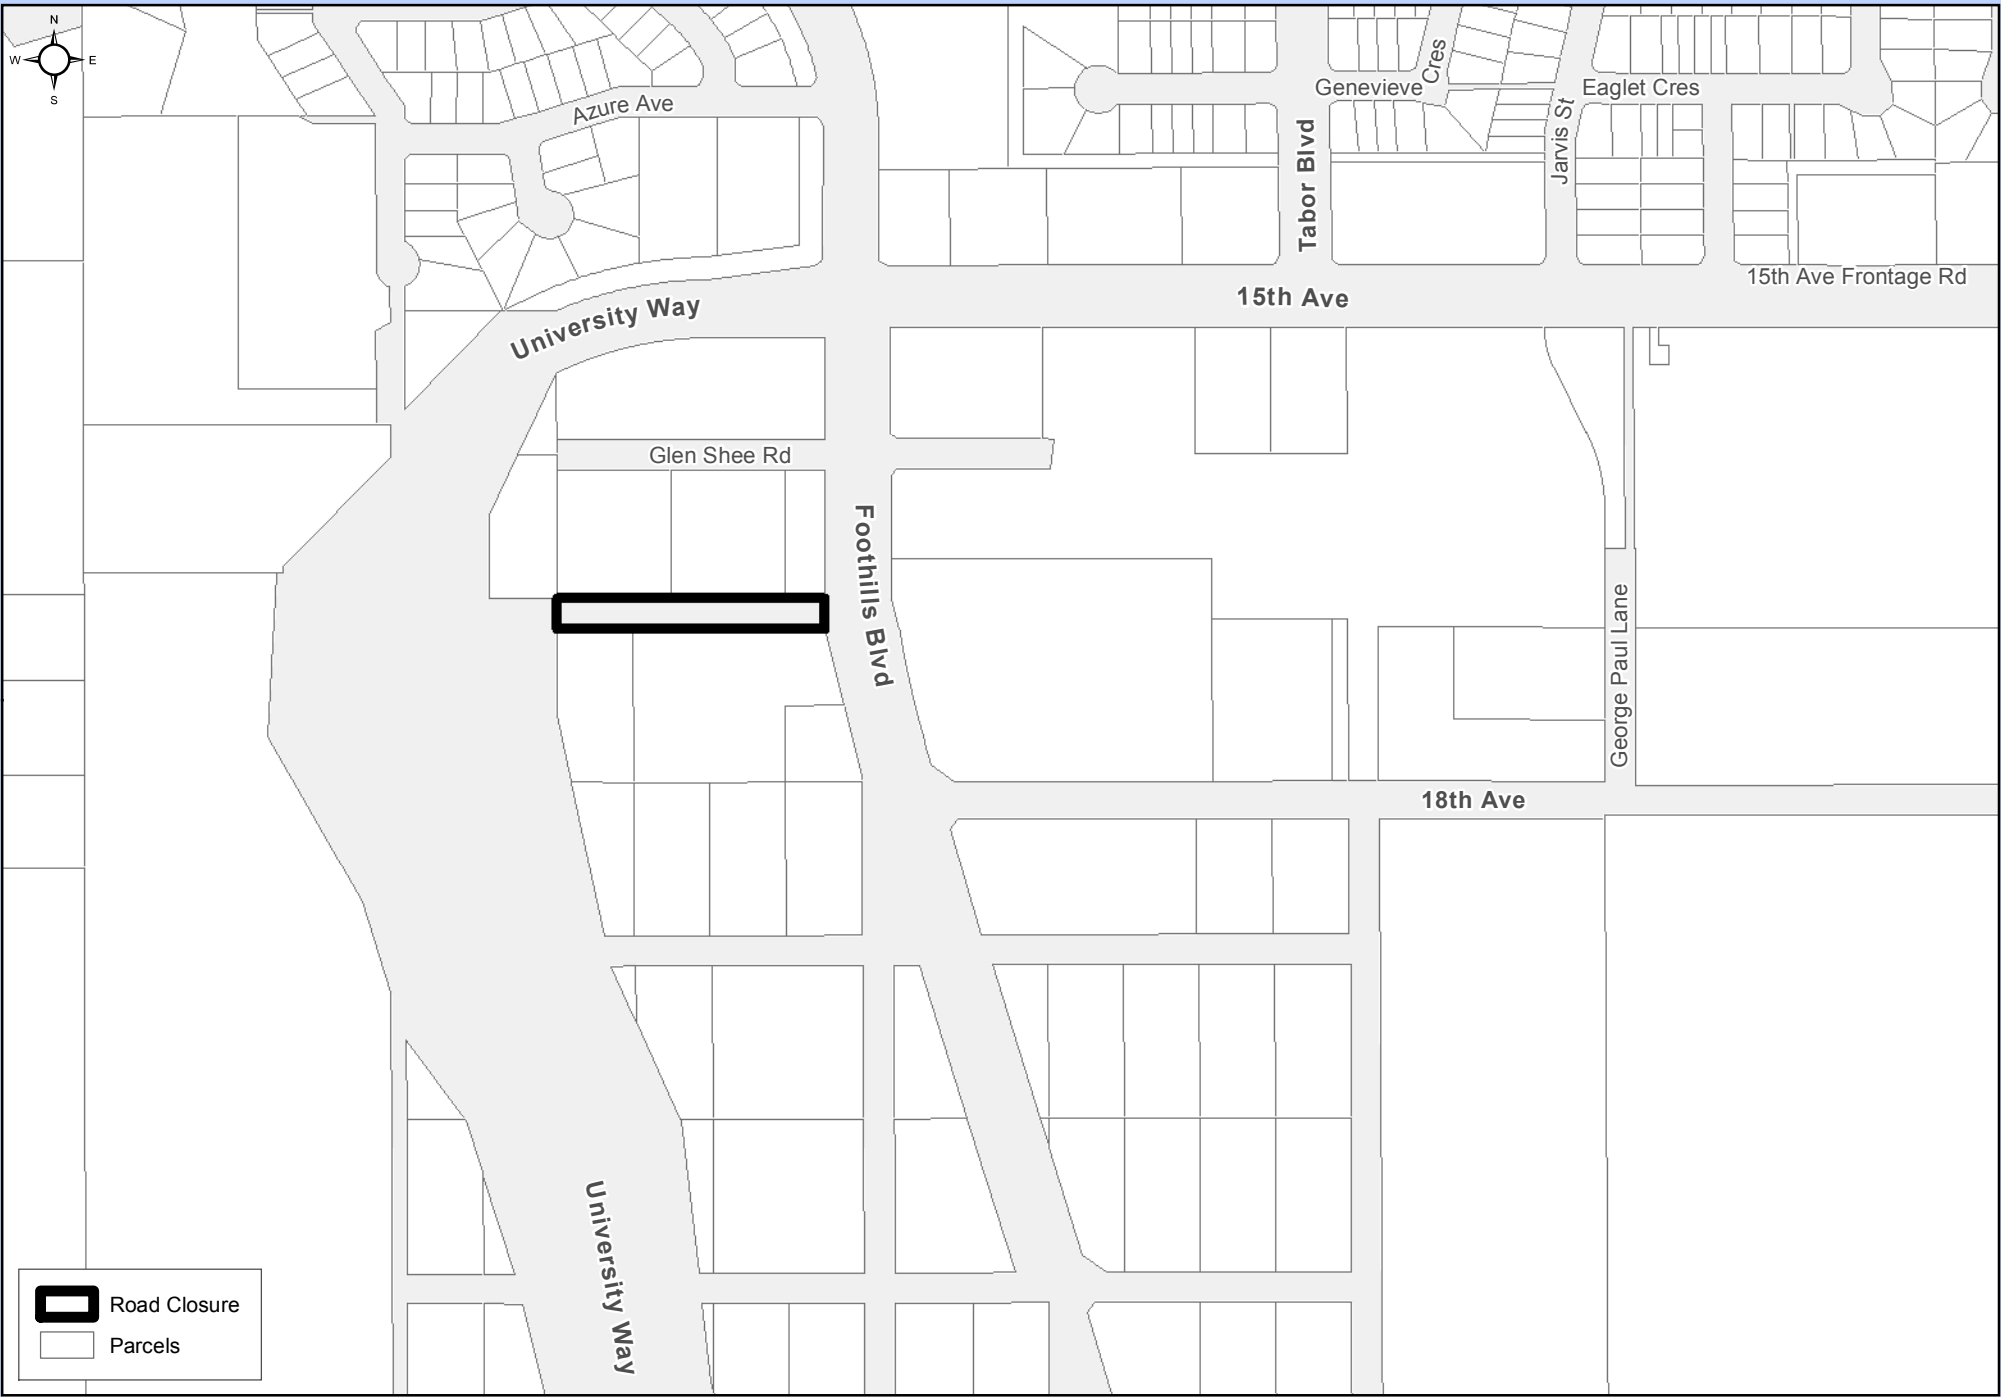 N
W E
S
Azure Ave
Genevieve Cres
Eaglet Cres
Jarvis St
Tabor Blvd
15th Ave Frontage Rd
15th Ave
University Way
Glen Shee Rd
Foothills Blvd
George Paul Lane
18th Ave
University Way
Road Closure
Parcels